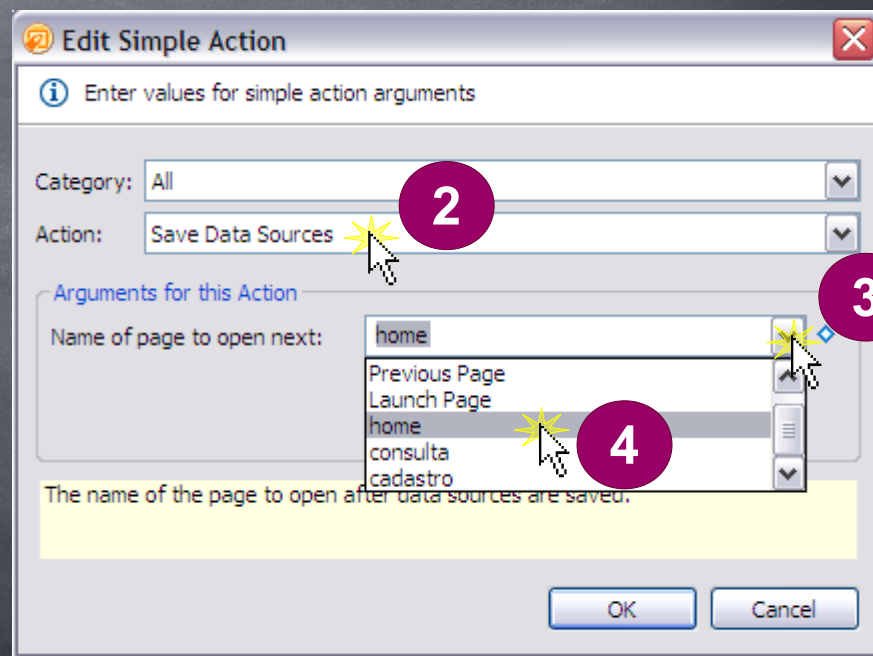 Edit Simple Action
Enter values for simple action arguments
Category: All
2
Action: Save Data Sources
Arguments for this Action
3
Name of page to open next: home
Previous Page
Launch Page
home
4
consulta
cadastro
The name of the page to open after data sources are saved.
OK Cancel